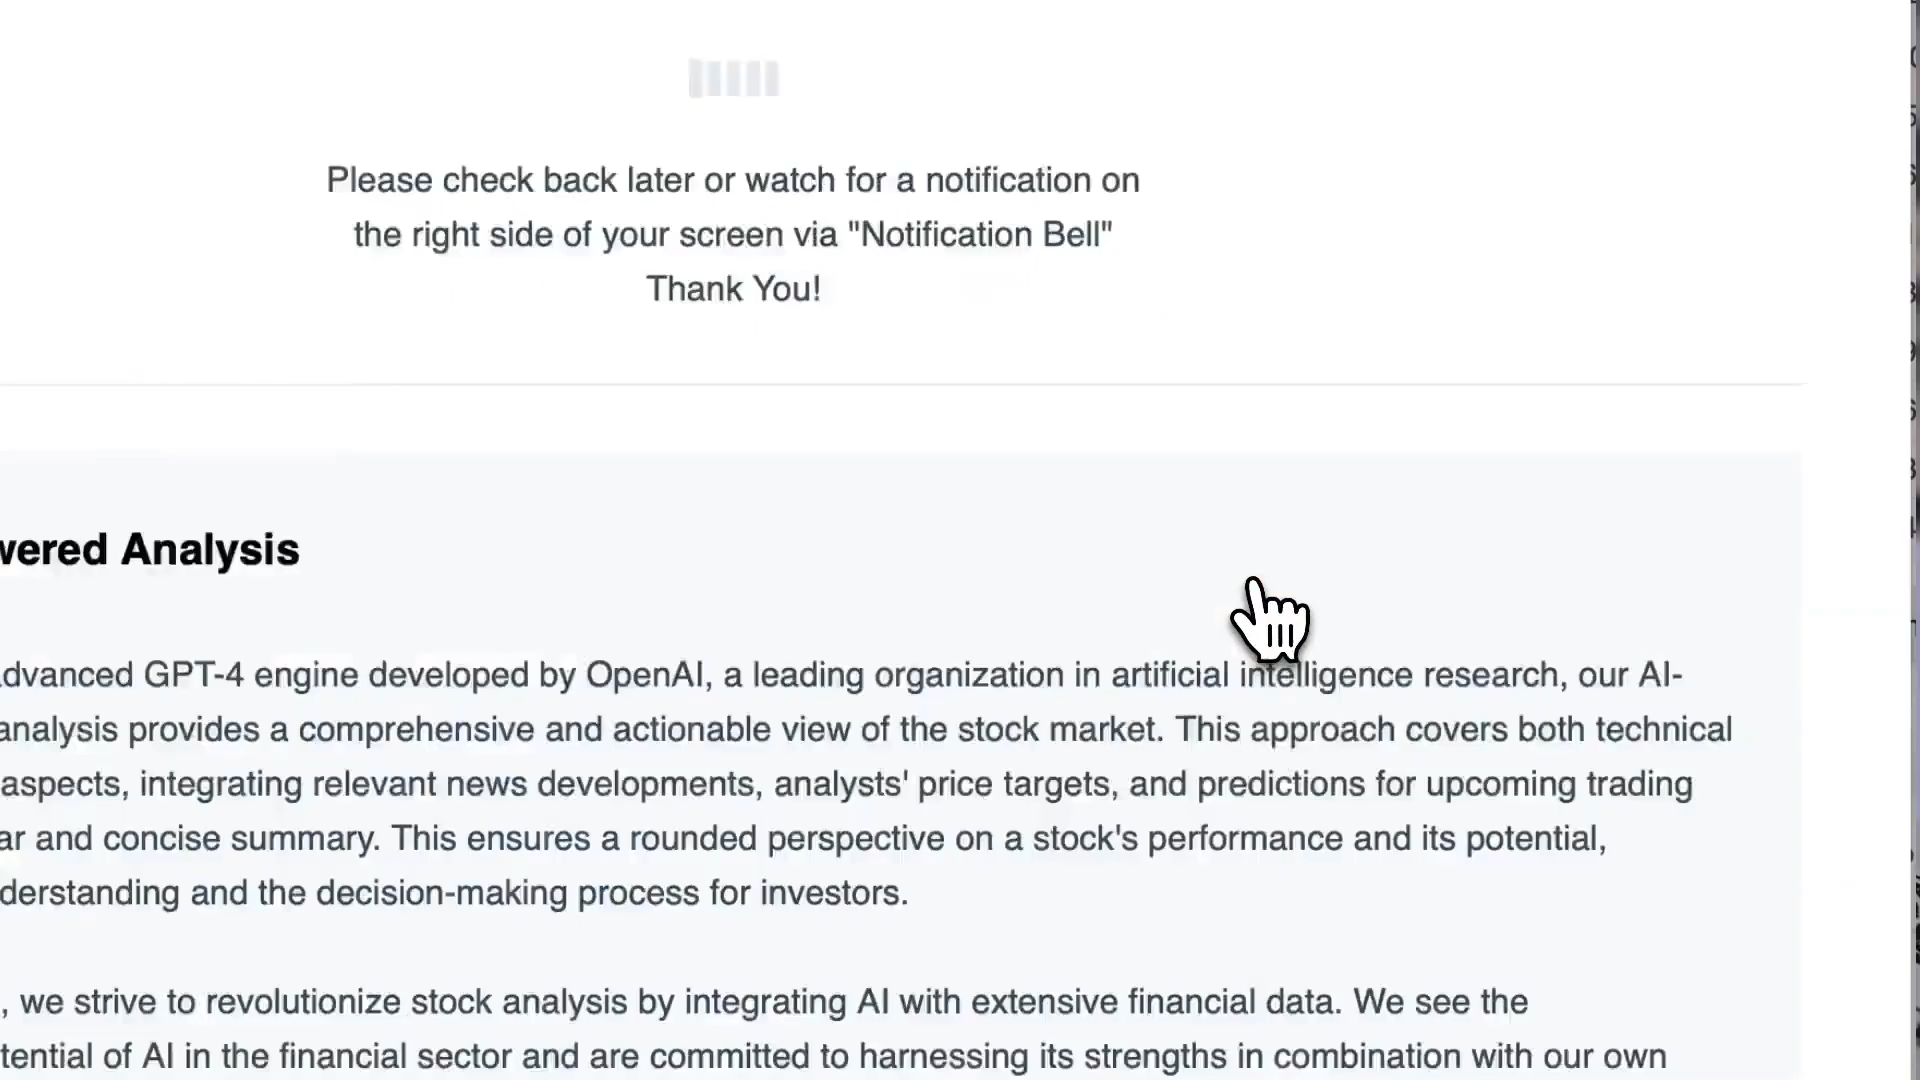 Please check back later or watch for a notification on
the right side of your screen via "Notification Bell"
Thank You!
wered Analysis
dvanced GPT-4 engine developed by OpenAI, a leading organization in artificial intelligence research, our AI-
analysis provides a comprehensive and actionable view of the stock market. This approach covers both technical
aspects, integrating relevant news developments, analysts' price targets, and predictions for upcoming trading
ar and concise summary. This ensures a rounded perspective on a stock's performance and its potential,
derstanding and the decision-making process for investors.
, we strive to revolutionize stock analysis by integrating AI with extensive financial data. We see the
tential of AI in the financial sector and are committed to harnessing its strengths in combination with our own